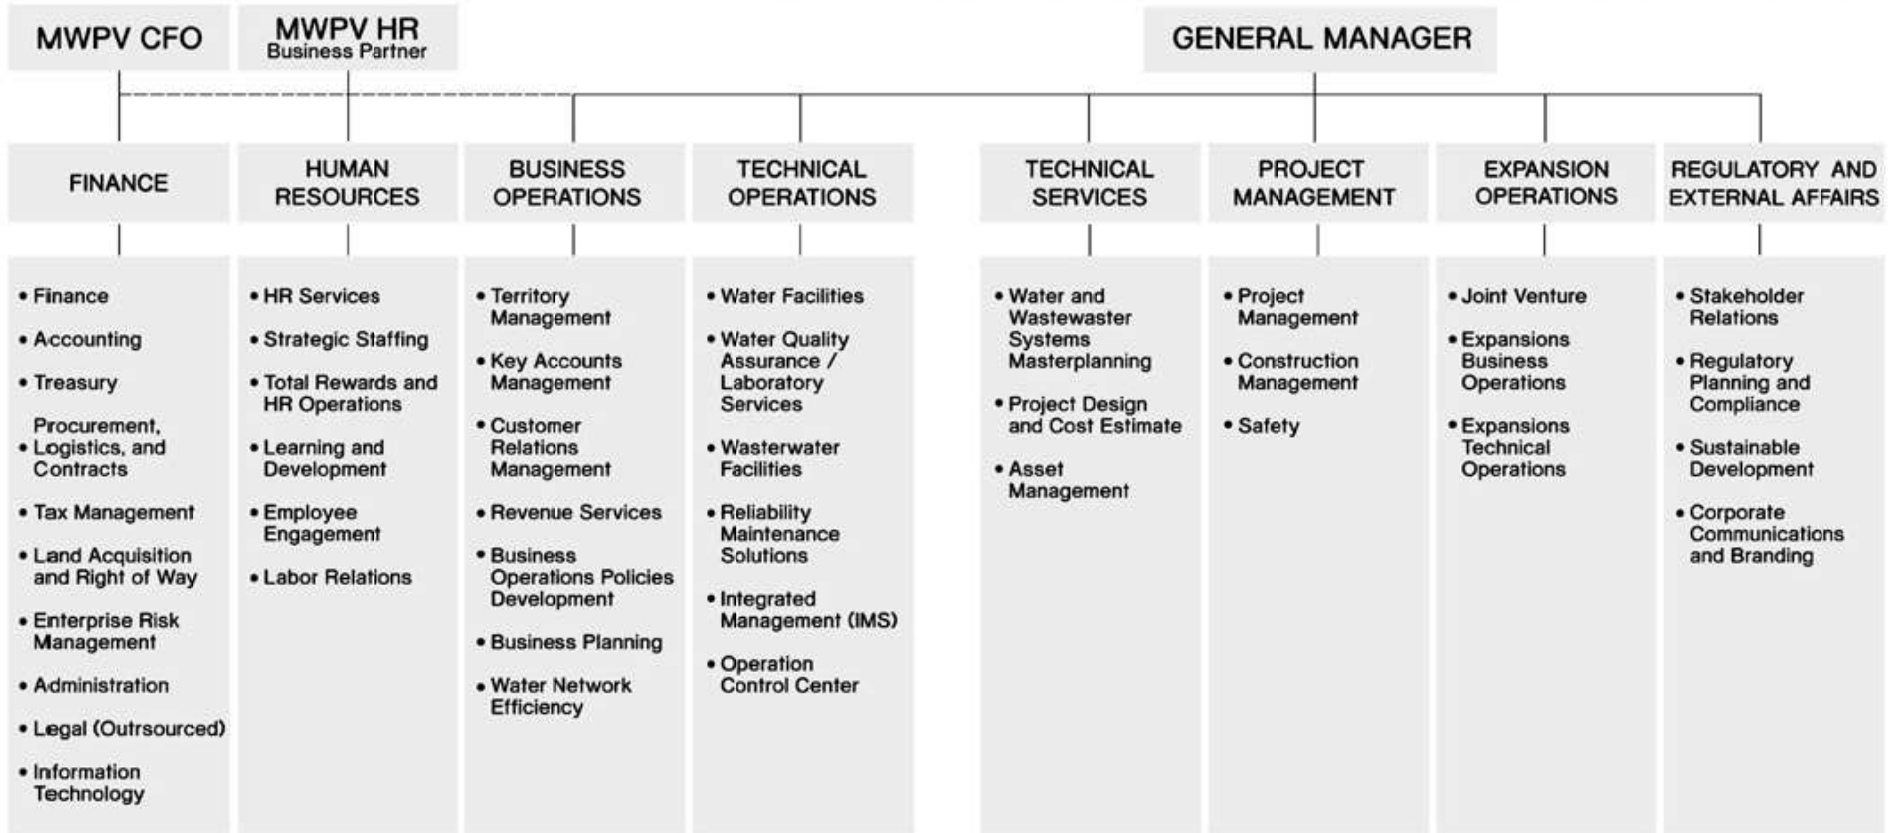 MWPV CFO
MWPV HR
Business Partner
GENERAL MANAGER
FINANCE
HUMAN
RESOURCES
BUSINESS
OPERATIONS
TECHNICAL
OPERATIONS
TECHNICAL
SERVICES
PROJECT
MANAGEMENT
EXPANSION
OPERATIONS
REGULATORY AND
EXTERNAL AFFAIRS
• Finance
• Accounting
• Treasury
Procurement,
• Logistics, and
Contracts
• Tax Management
• Land Acquisition
and Right of Way
• Enterprise Risk
Management
• Administration
• Legal (Outrsourced)
• Information
Technology
• HR Services
• Strategic Staffing
• Total Rewards and
HR Operations
• Learning and
Development
• Employee
Engagement
• Labor Relations
• Territory
Management
• Key Accounts
Management
• Customer
Relations
Management
• Revenue Services
• Business
Operations Policies
Development
• Business Planning
• Water Network
Efficiency
• Water Facilities
• Water Quality
Assurance /
Laboratory
Services
• Wasterwater
Facilities
• Reliability
Maintenance
Solutions
• Integrated
Management (IMS)
• Operation
Control Center
• Water and
Wastewaster
Systems
Masterplanning
• Project Design
and Cost Estimate
• Asset
Management
• Project
Management
• Construction
Management
• Safety
• Joint Venture
• Expansions
Business
Operations
• Expansions
Technical
Operations
• Stakeholder
Relations
• Regulatory
Planning and
Compliance
• Sustainable
Development
• Corporate
Communications
and Branding